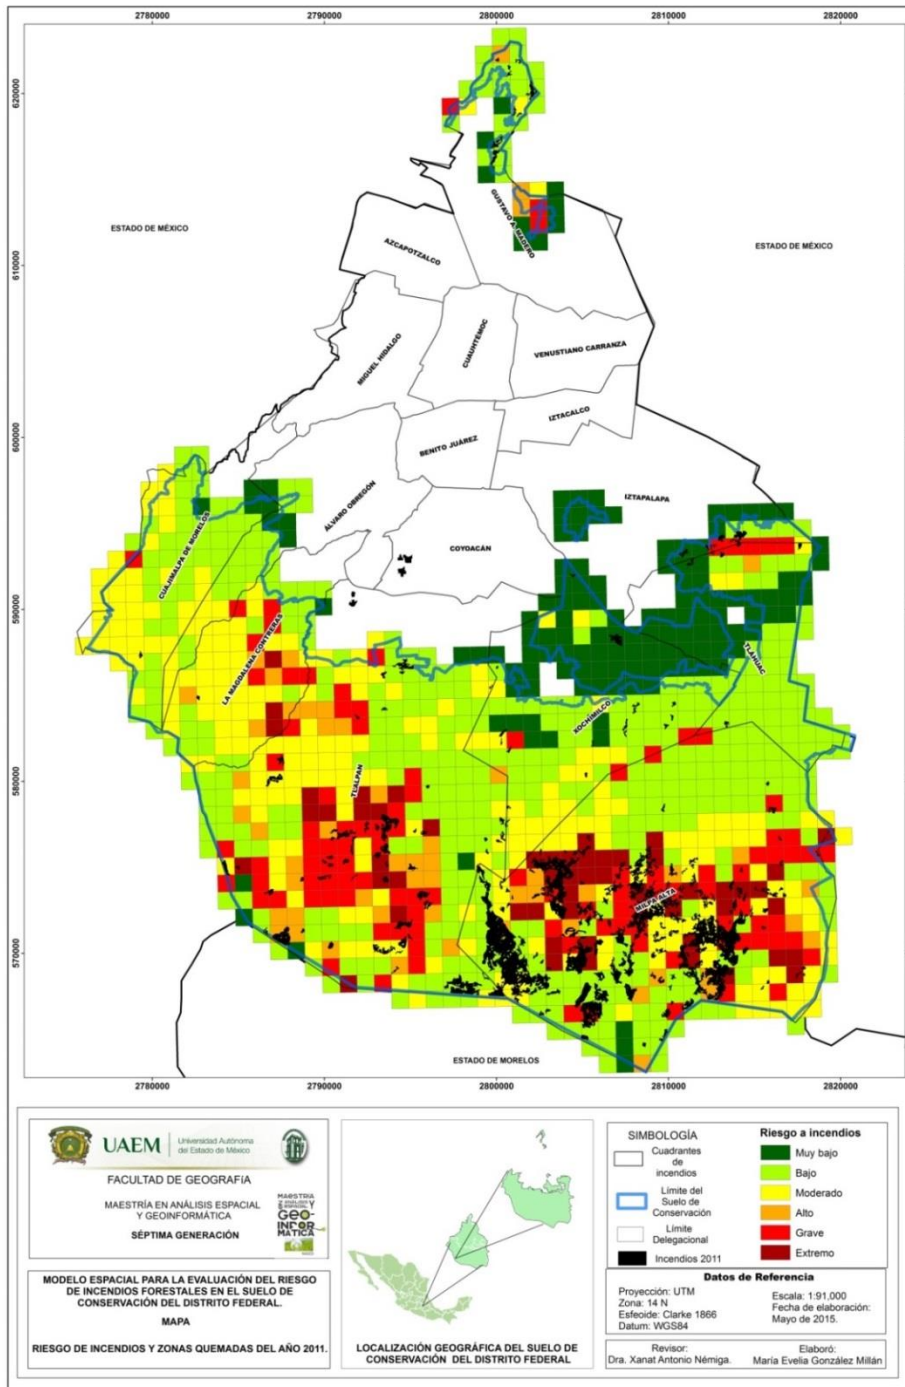 2780000 2790000 2800000 2810000 2820000
620000
610000
600000
590000
580000
570000
ESTADO DE MÉXICO
ESTADO DE MÉXICO
GUSTAVO A. MADERO
AZCAPOTZALCO
MIGUEL HIDALGO
CUAUHTÉMOC
VENUSTIANO CARRANZA
IZTACALCO
BENITO JUÁREZ
ÁLVARO OBREGÓN
IZTAPALAPA
COYOACÁN
CUAJIMALPA DE MORELOS
LA MAGDALENA CONTRERAS
TLAHUAC
XOCHIMILCO
TLALPAN
MILPA ALTA
ESTADO DE MORELOS
2780000 2790000 2800000 2810000 2820000
UAEM
Universidad Autónoma
del Estado de México
FACULTAD DE GEOGRAFIA
MAESTRÍA EN ANÁLISIS ESPACIAL
Y GEOINFORMÁTICA
SÉPTIMA GENERACIÓN
MAESTRÍA
GEO-
INFOR
MÁTICA
MODELO ESPACIAL PARA LA EVALUACIÓN DEL RIESGO
DE INCENDIOS FORESTALES EN EL SUELO DE
CONSERVACIÓN DEL DISTRITO FEDERAL.
MAPA
RIESGO DE INCENDIOS Y ZONAS QUEMADAS DEL AÑO 2011.
LOCALIZACIÓN GEOGRÁFICA DEL SUELO DE
CONSERVACIÓN DEL DISTRITO FEDERAL
SIMBOLOGÍA
Cuadrantes
de
incendios
Límite del
Suelo de
Conservación
Límite
Delegacional
Incendios 2011
Riesgo a incendios
Muy bajo
Bajo
Moderado
Alto
Grave
Extremo
Datos de Referencia
Proyección: UTM
Zona: 14 N
Esfeoide: Clarke 1866
Datum: WGS84
Escala: 1:91,000
Fecha de elaboración:
Mayo de 2015.
Revisor:
Dra. Xanat Antonio Némiga.
Elaboró:
María Evelia González Millán